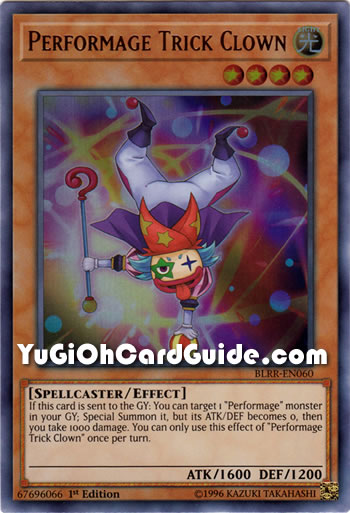 PERFORMAGE TRICK CLOWN
光
YuGiOhCardGuide.com
BLRR-EN060
[SPELLCASTER/EFFECT]
If this card is sent to the GY: You can target 1 "Performage" monster
in your GY; Special Summon it, but its ATK/DEF becomes 0, then
you take 1000 damage. You can only use this effect of "Performage
Trick Clown" once per turn.
ATK/1600 DEF/1200
67696066 1st Edition ©1996 KAZUKI TAKAHASHI